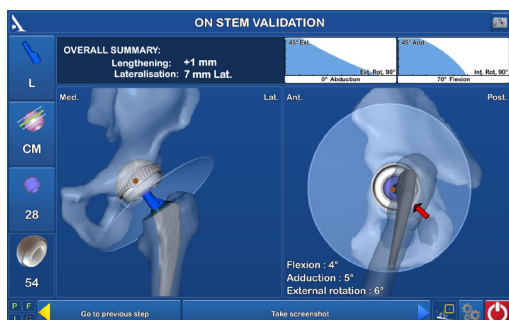 ON STEM VALIDATION
L
CM
28
54
OVERALL SUMMARY:
Lengthening: +1 mm
Lateralisation: 7 mm Lat.
45° Ext.
Ext. Rot. 90°
0° Abduction
45° Add.
Int. Rot. 90°
70° Flexion
Med.
Lat.
Ant.
Post.
Flexion : 4°
Adduction : 5°
External rotation : 6°
P F
Go to previous step
Take screenshot